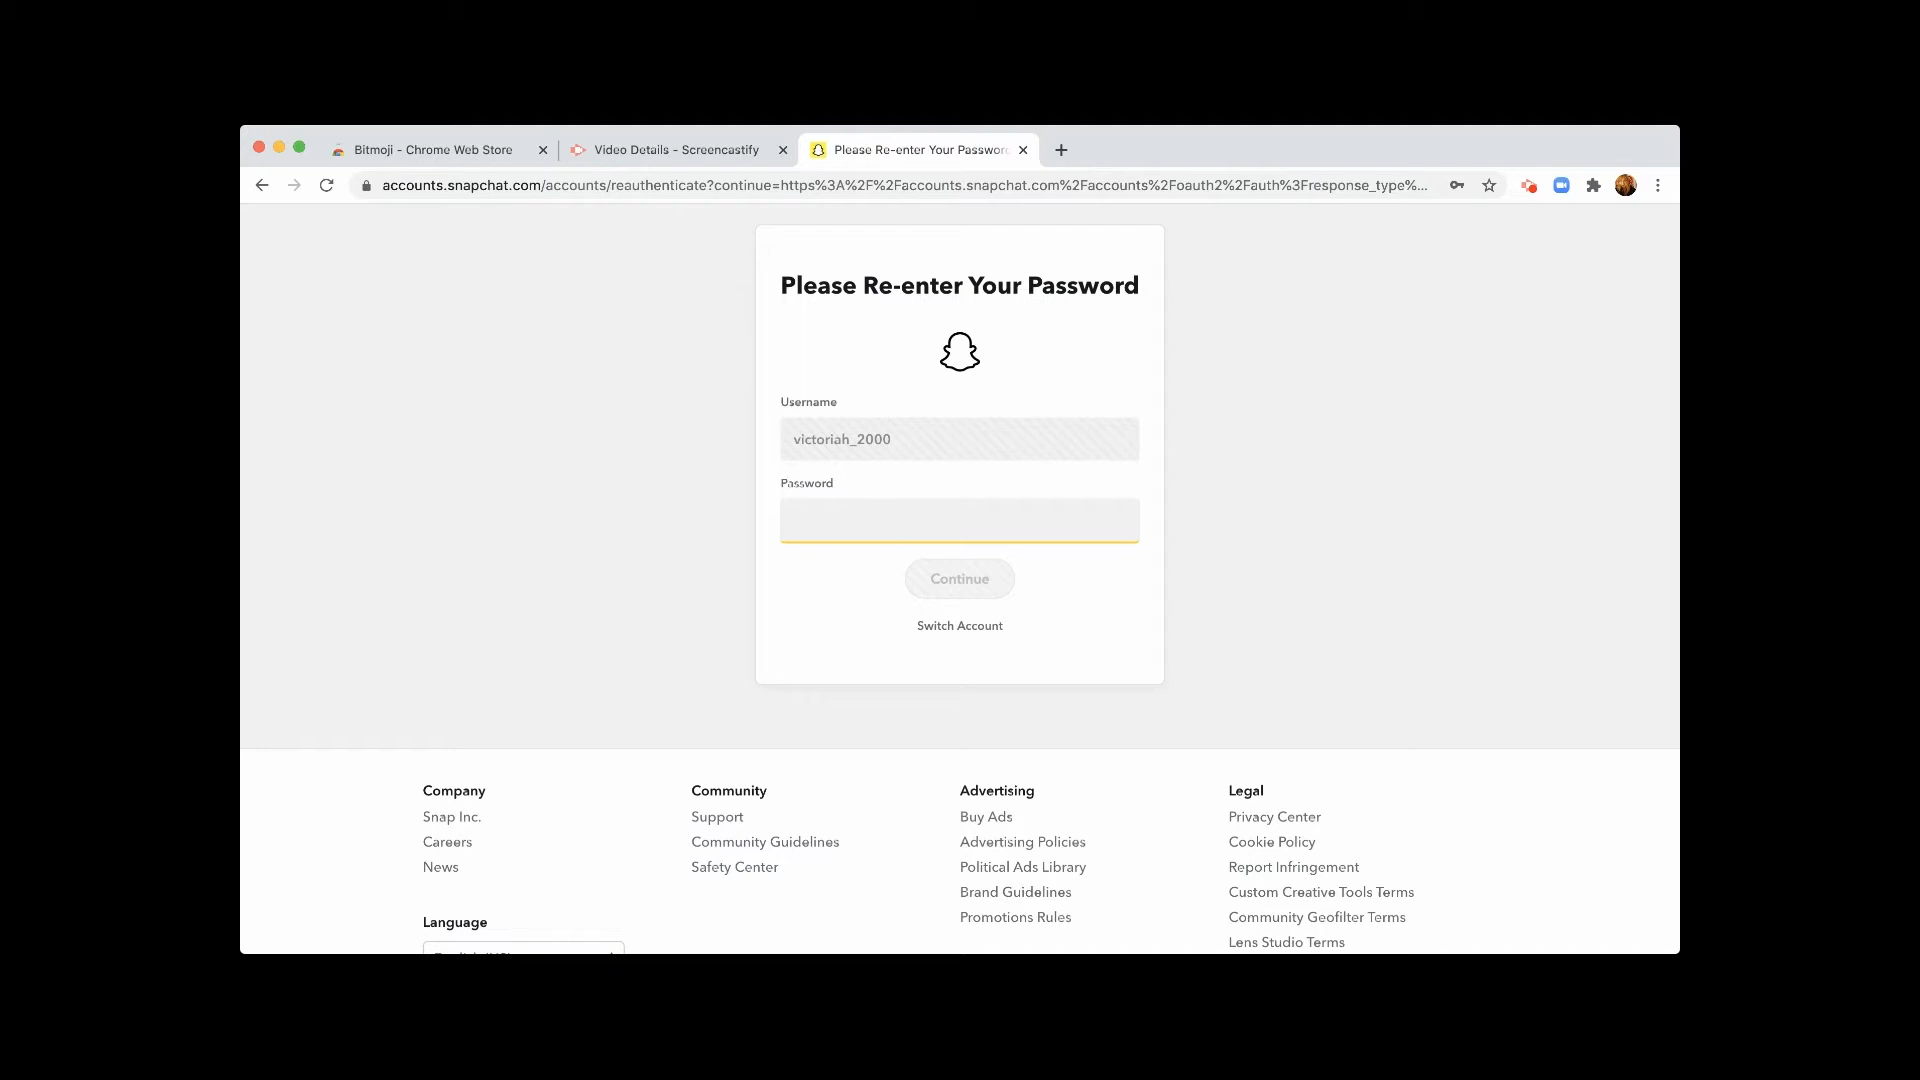 Bitmoji - Chrome Web Store
Video Details - Screencastify
Please Re-enter Your Passwor
accounts.snapchat.com/accounts/reauthenticate?continue=https%3A%2F%2Faccounts.snapchat.com%2Faccounts%2Foauth2%2Fauth%3Fresponse_type%...
Please Re-enter Your Password
Username
victoriah_2000
Password
Continue
Switch Account
Company
Snap Inc.
Careers
News
Community
Support
Community Guidelines
Safety Center
Advertising
Buy Ads
Advertising Policies
Political Ads Library
Brand Guidelines
Promotions Rules
Legal
Privacy Center
Cookie Policy
Report Infringement
Custom Creative Tools Terms
Community Geofilter Terms
Lens Studio Terms
Language